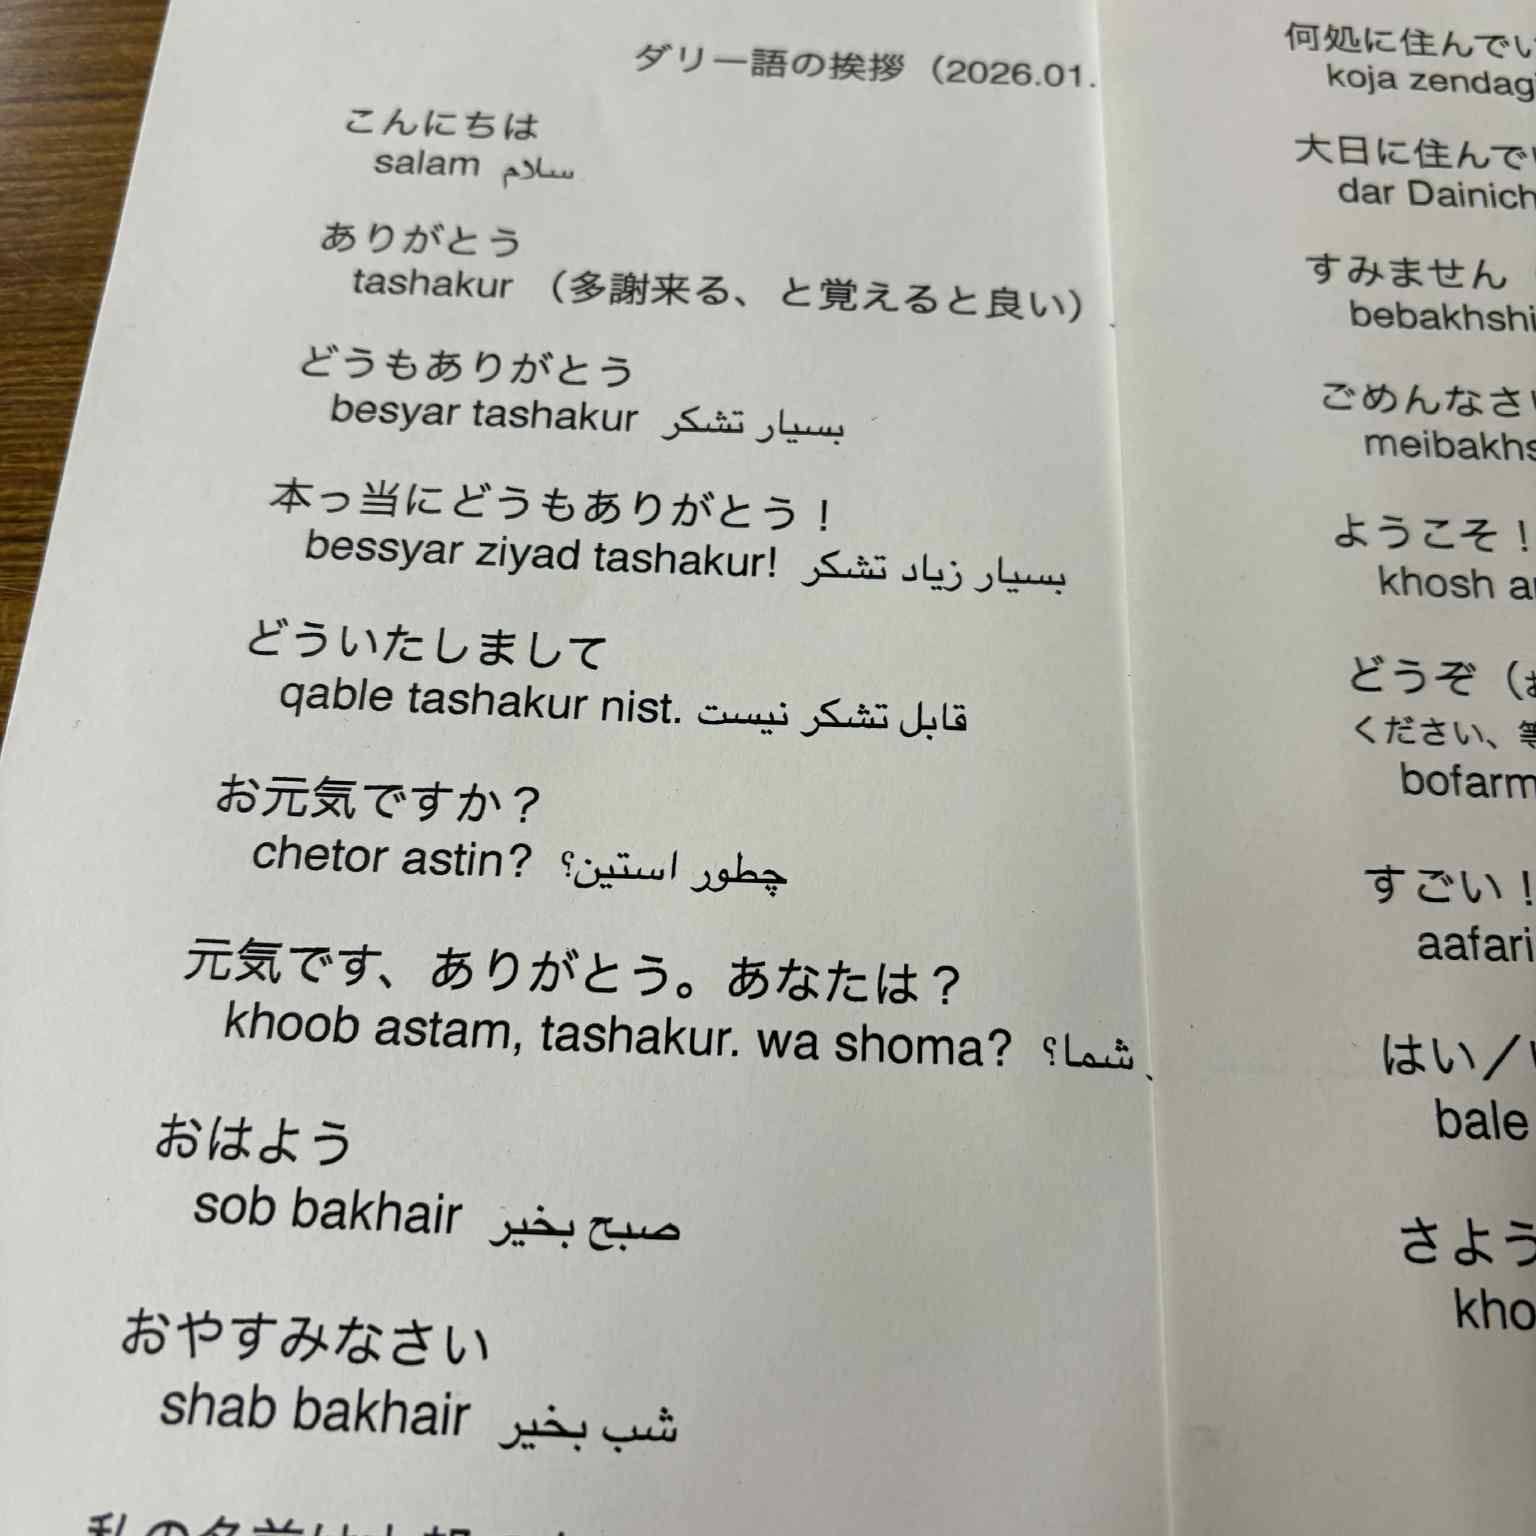 ダリー語の挨拶（2026.01.
こんにちは
salam سلام
ありがとう
tashakur （多謝来る、と覚えると良い）
どうもありがとう
besyar tashakur بسیار تشکر
本っ当にどうもありがとう！
bessyar ziyad tashakur! بسیار زیاد تشکر
どういたしまして
qable tashakur nist. قابل تشکر نیست
お元気ですか？
chetor astin? چطور استین؟
元気です、ありがとう。あなたは？
khoob astam, tashakur. wa shoma? شما؟
おはよう
sob bakhair صبح بخیر
おやすみなさい
shab bakhair شب بخیر
私の名前は
何処に住んでい
koja zendag
大日に住んで
dar Dainich
すみません
bebakhshi
ごめんなさい
meibakhs
ようこそ！
khosh a
どうぞ（
ください、等
bofarm
すごい！
aafari
はい／
bale
さよう
kho